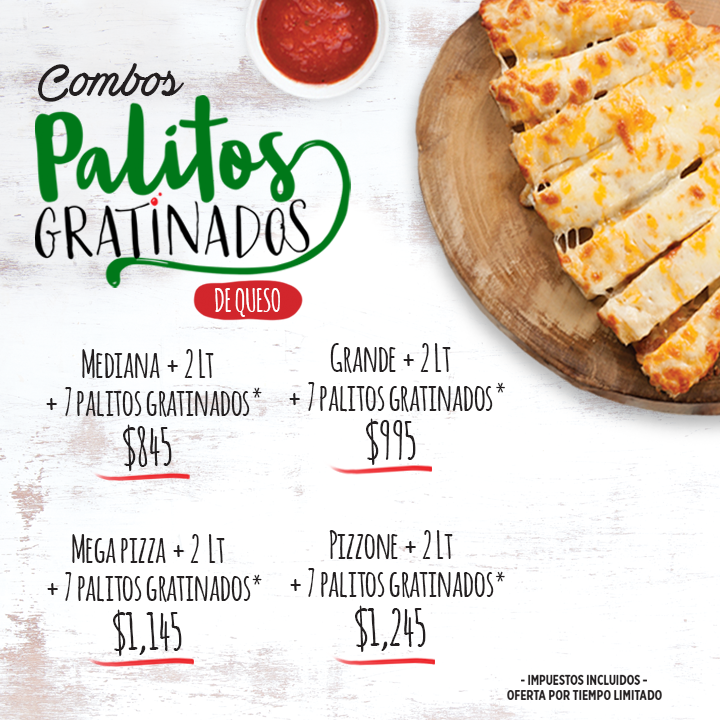 Combos
Palitos
GRATINADOS
DE QUESO
MEDIANA + 2 LT
+ 7 PALITOS GRATINADOS*
$845
GRANDE + 2 LT
+ 7 PALITOS GRATINADOS*
$995
MEGA PIZZA + 2 LT
+ 7 PALITOS GRATINADOS*
$1,145
PIZZONE + 2 LT
+ 7 PALITOS GRATINADOS*
$1,245
- IMPUESTOS INCLUIDOS -
OFERTA POR TIEMPO LIMITADO